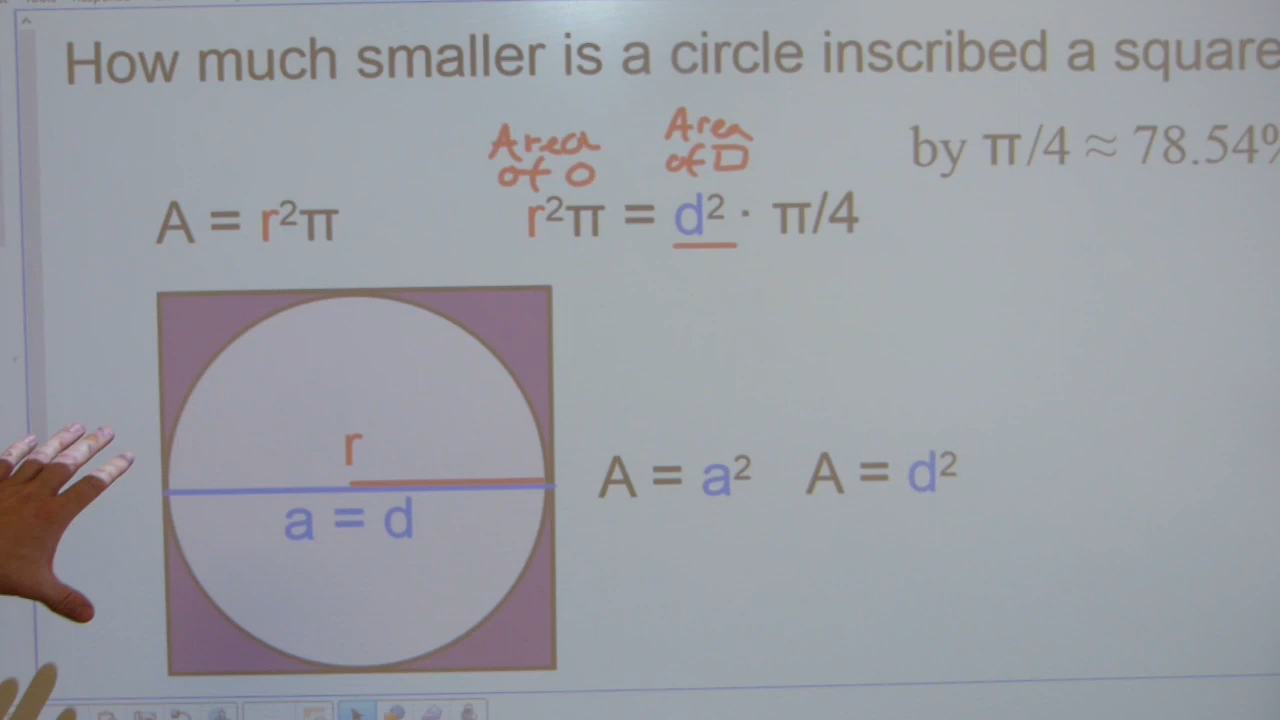 How much smaller is a circle inscribed a square
Area of O
Area of □
by π/4 ≈ 78.54%
A = r²π
r²π = d² · π/4
r
a = d
A = a²
A = d²